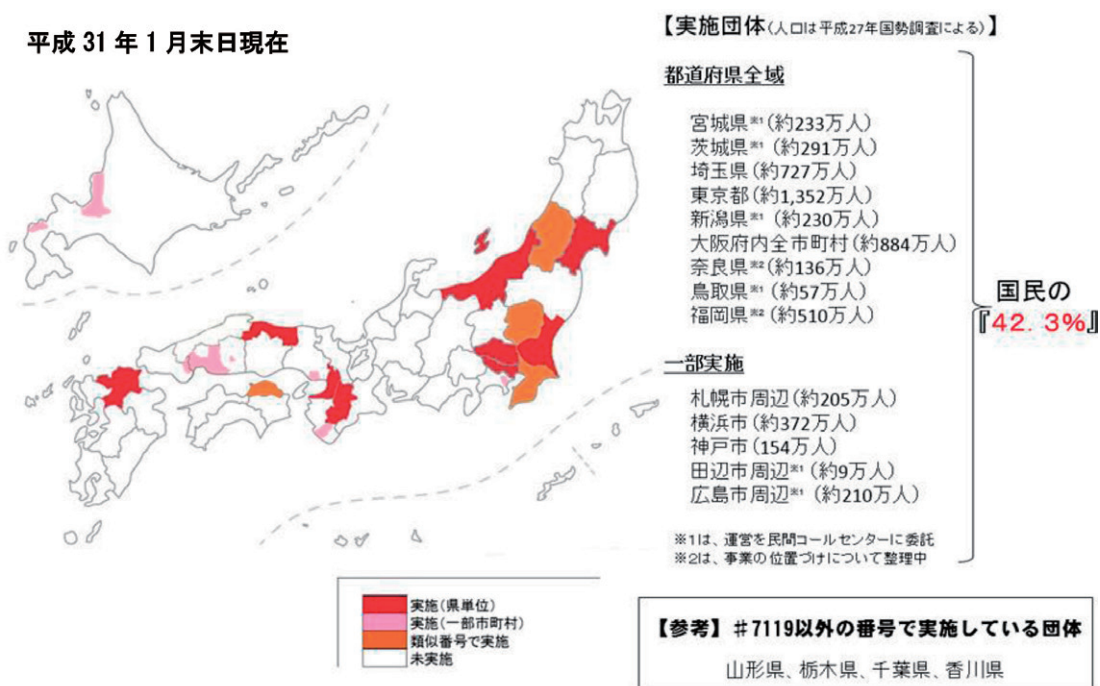 平成 31 年 1 月末日現在
【実施団体(人口は平成27年国勢調査による)】
都道府県全域
宮城県※1(約233万人)
茨城県※1 (約291万人)
埼玉県(約727万人)
東京都(約1,352万人)
新潟県※1(約230万人)
大阪府内全市町村(約884万人)
奈良県※2(約136万人)
鳥取県※1(約57万人)
福岡県※2(約510万人)
一部実施
札幌市周辺(約205万人)
横浜市(約372万人)
神戸市(154万人)
田辺市周辺※1(約9万人)
広島市周辺※1 (約210万人)
※1は、運営を民間コールセンターに委託
※2は、事業の位置づけについて整理中
国民の
『42. 3%』
実施(県単位)
実施(一部市町村)
類似番号で実施
未実施
【参考】＃7119以外の番号で実施している団体
山形県、栃木県、千葉県、香川県